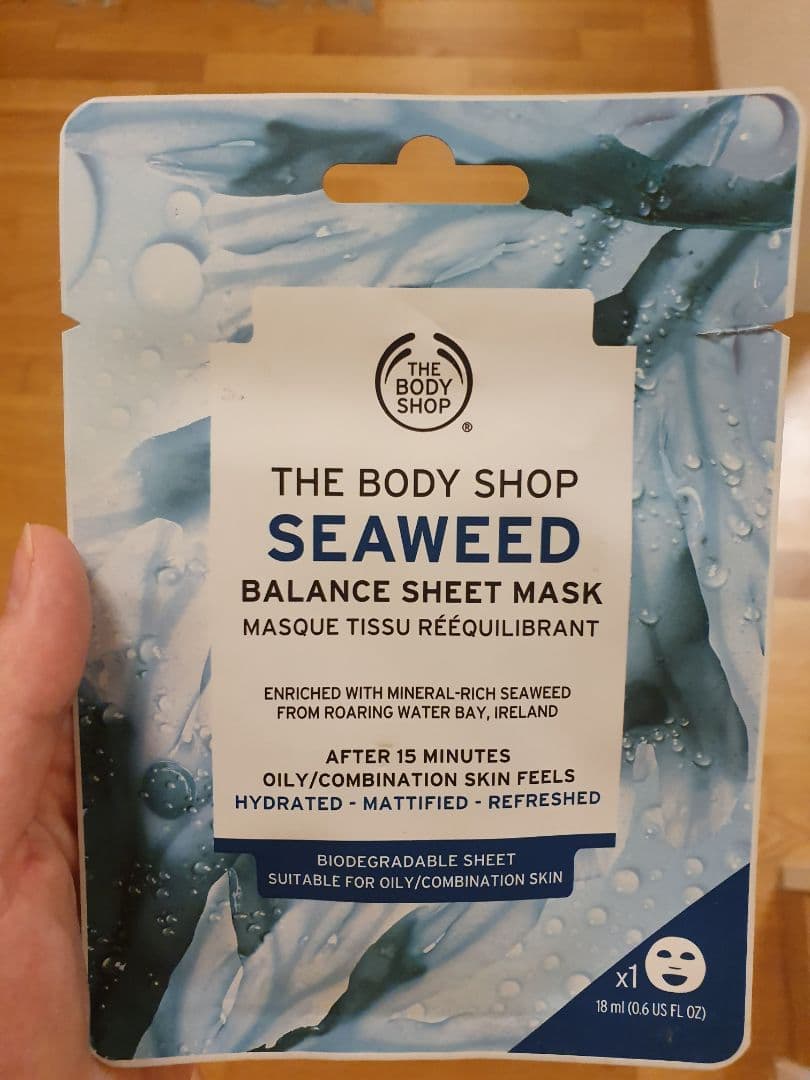 THE
BODY
SHOP
®
THE BODY SHOP
SEAWEED
BALANCE SHEET MASK
MASQUE TISSU RÉÉQUILIBRANT
ENRICHED WITH MINERAL-RICH SEAWEED
FROM ROARING WATER BAY, IRELAND
AFTER 15 MINUTES
OILY/COMBINATION SKIN FEELS
HYDRATED - MATTIFIED - REFRESHED
BIODEGRADABLE SHEET
SUITABLE FOR OILY/COMBINATION SKIN
x1
18 ml (0.6 US FL OZ)